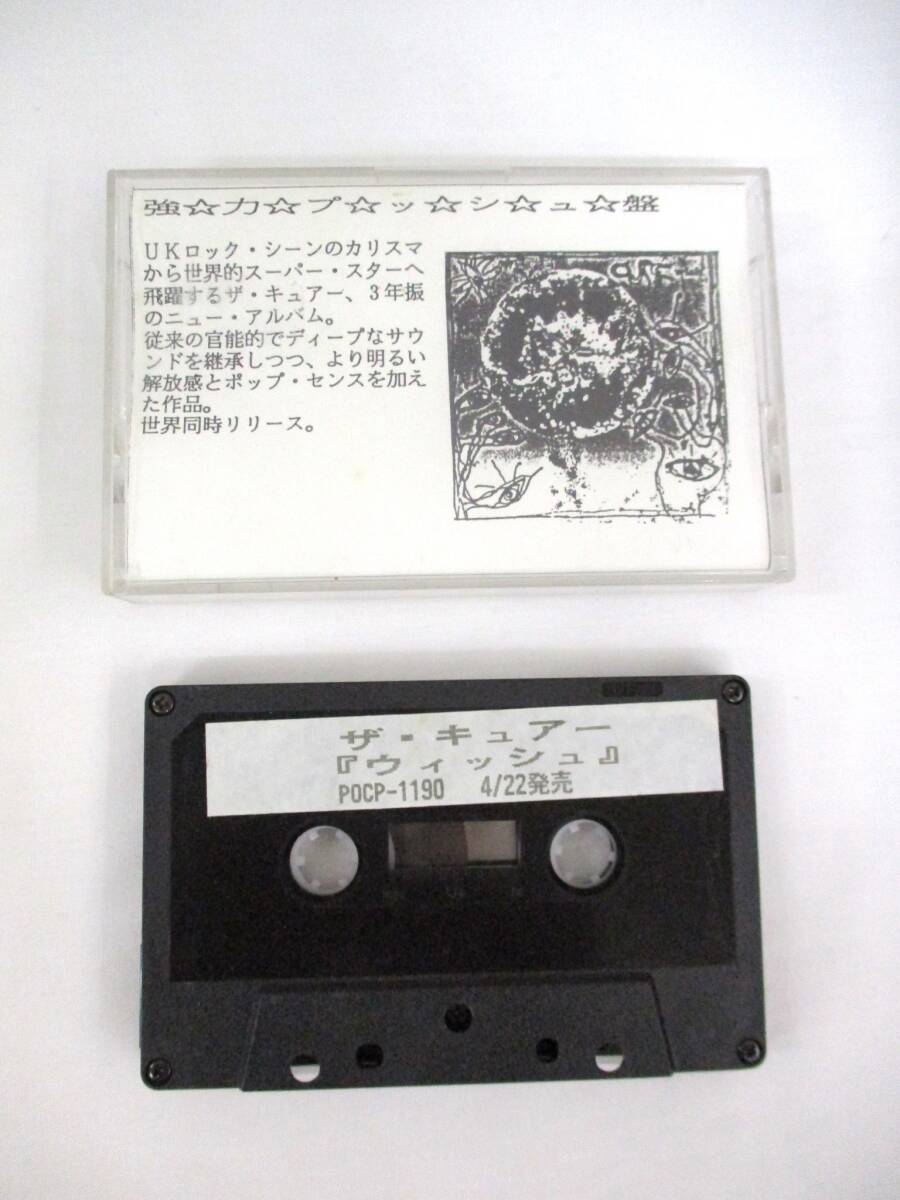 強☆力☆プ☆ッ☆シ☆ュ☆盤
UKロック・シーンのカリスマ
から世界的スーパー・スターへ
飛躍するザ・キュアー、3年振
のニュー・アルバム。
従来の官能的でディープなサウ
ンドを継承しつつ、より明るい
解放感とポップ・センスを加え
た作品。
世界同時リリース。
ザ・キュアー
『ウィッシュ』
POCP-1190 4/22発売